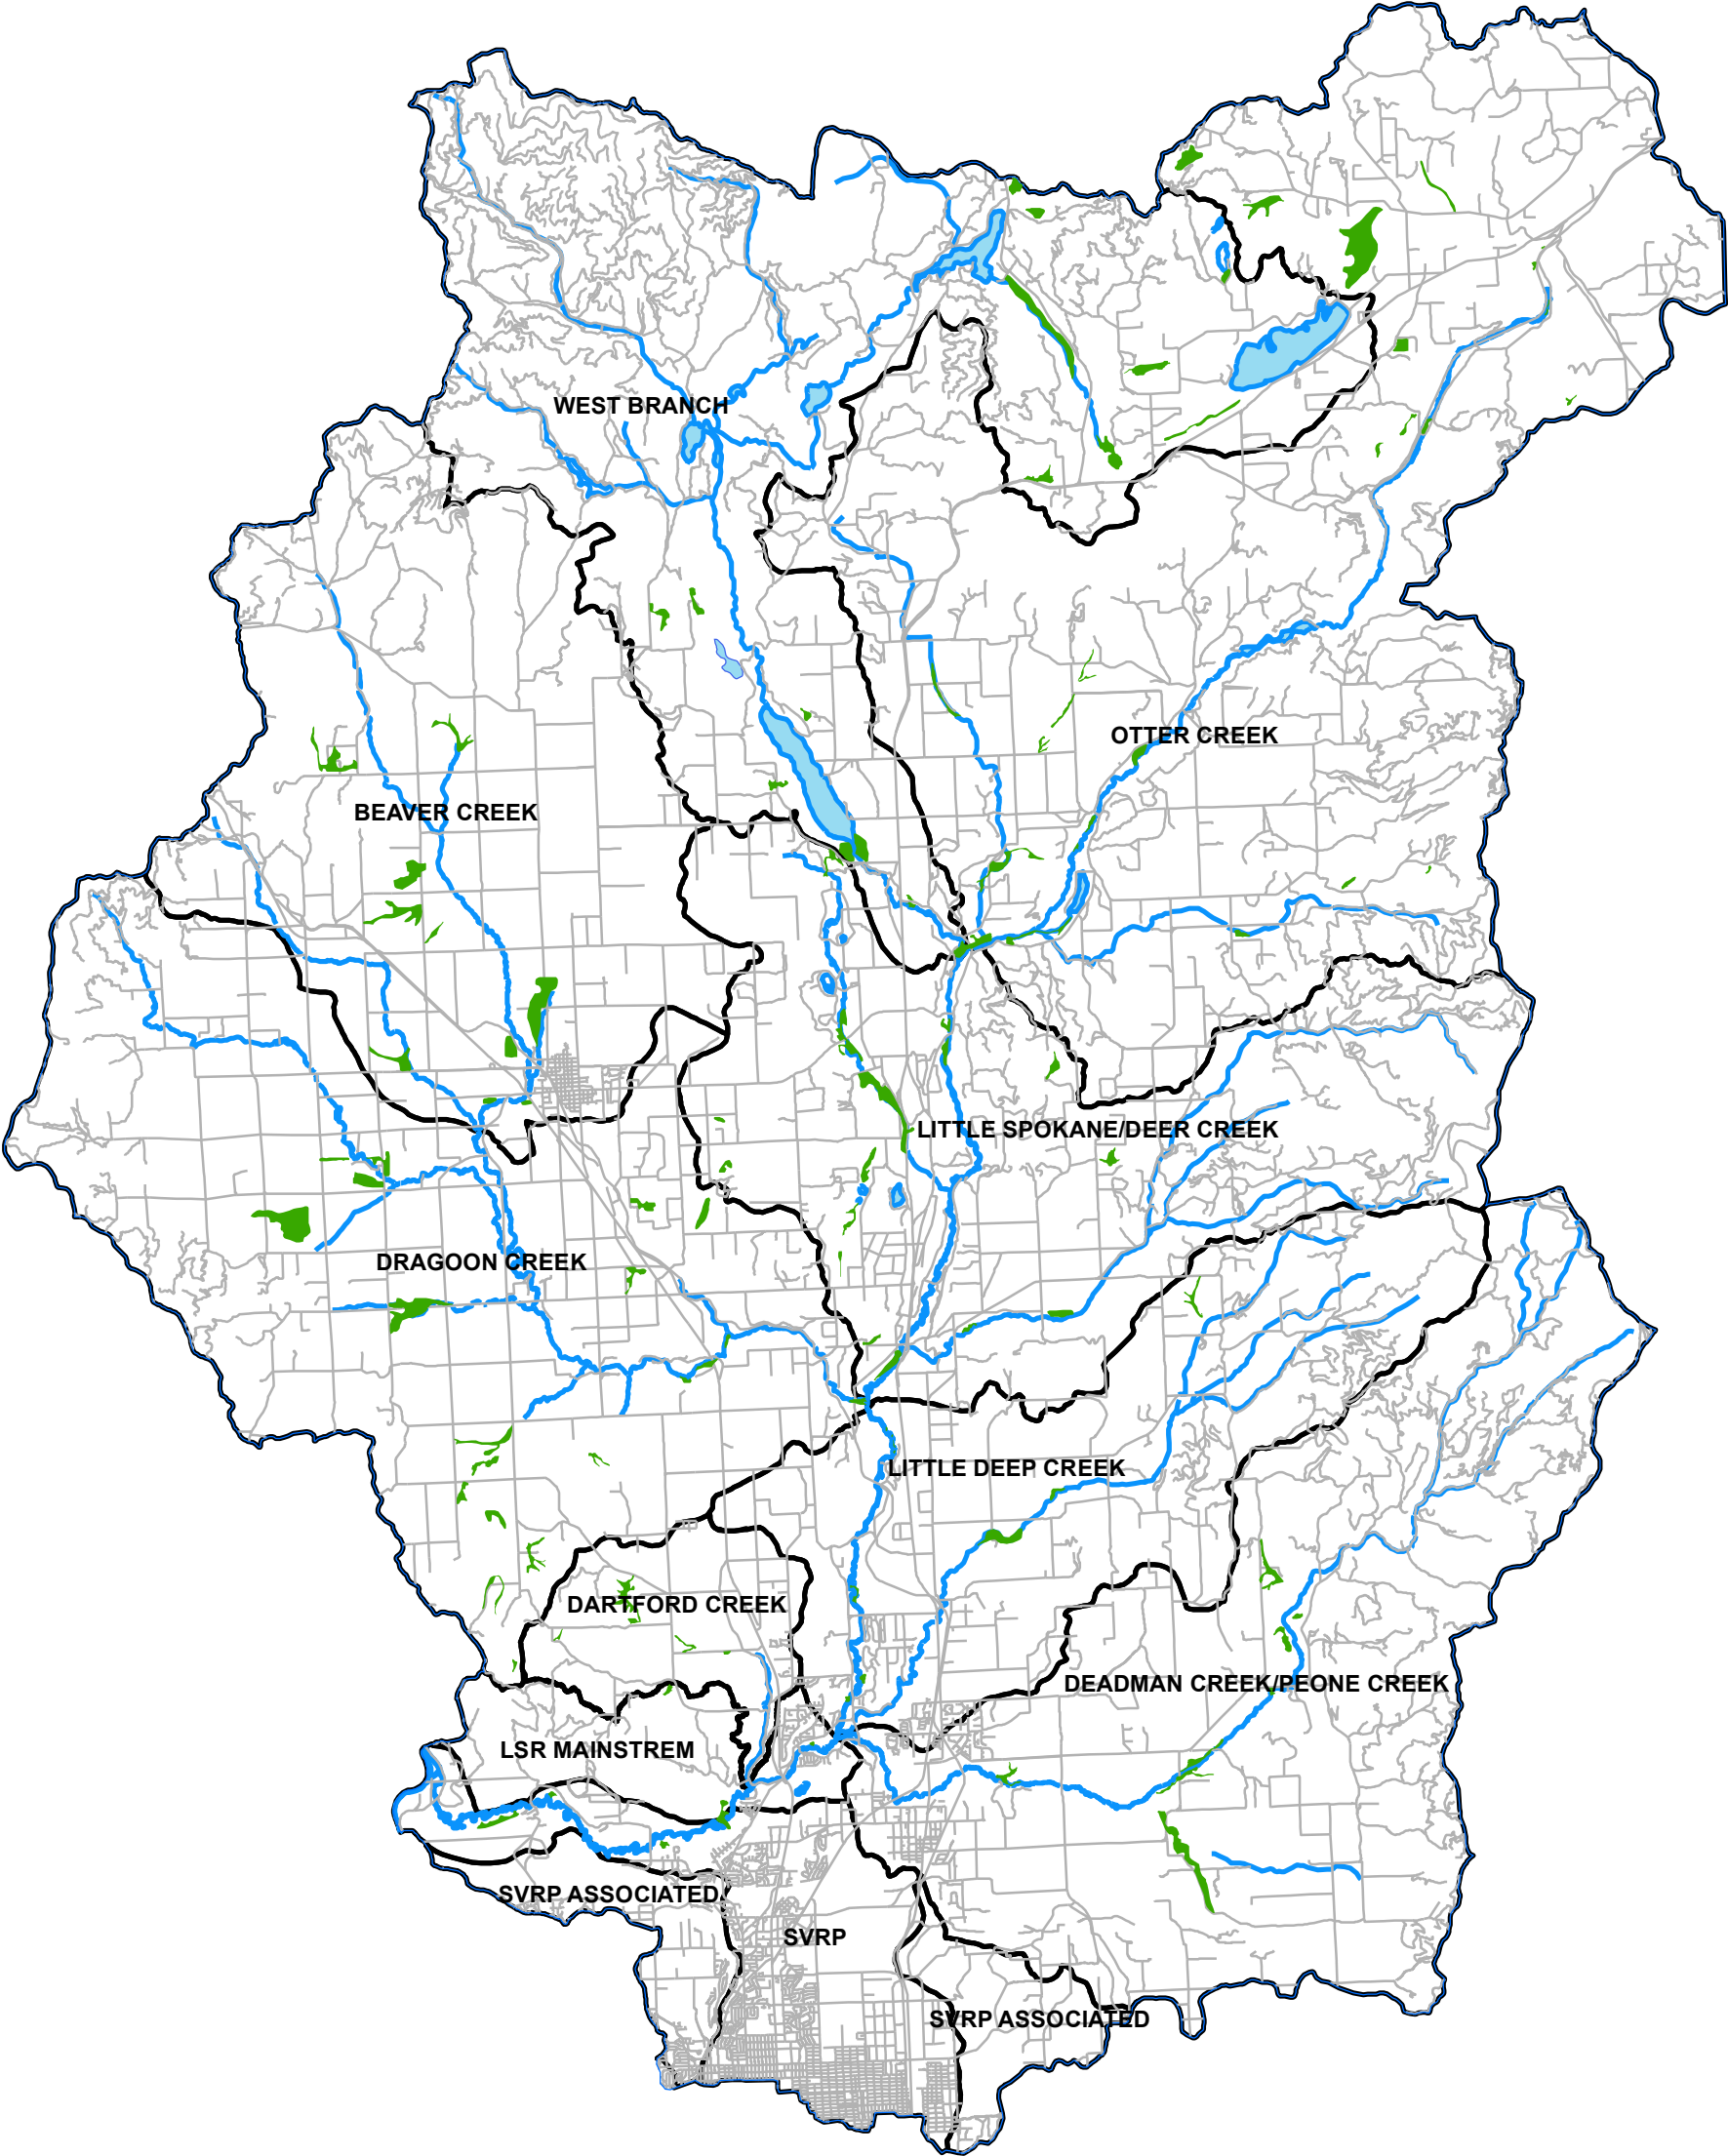 WEST BRANCH
OTTER CREEK
BEAVER CREEK
LITTLE SPOKANE/DEER CREEK
DRAGOON CREEK
LITTLE DEEP CREEK
DARTFORD CREEK
DEADMAN CREEK/PEONE CREEK
LSR MAINSTREM
SVRP ASSOCIATED
SVRP
SVRP ASSOCIATED